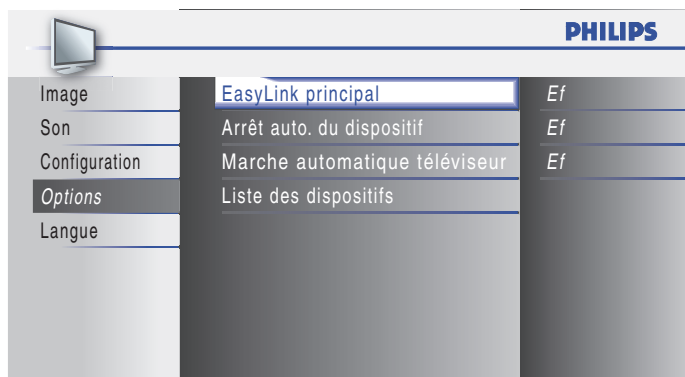 PHILIPS
Image
Son
Configuration
Options
Langue
EasyLink principal
Arrêt auto. du dispositif
Marche automatique téléviseur
Liste des dispositifs
Ef
Ef
Ef